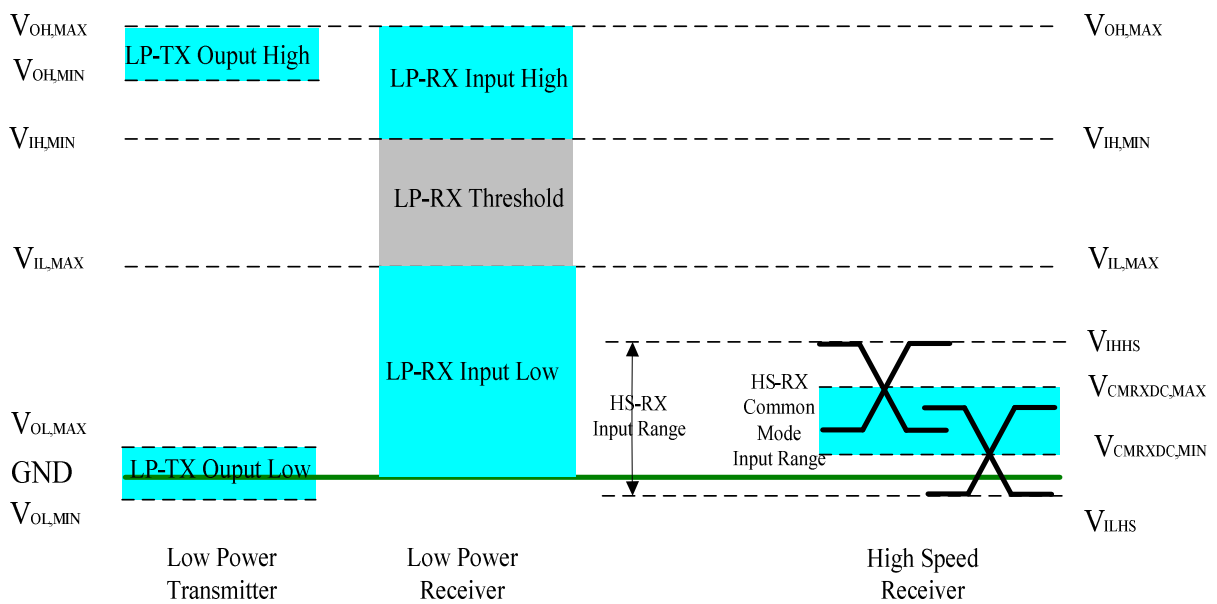 VOH,MAX
LP-TX Ouput High
VOH,MIN
VIH,MIN
VIL,MAX
VOL,MAX
GND
LP-TX Ouput Low
VOL,MIN
LP-RX Input High
LP-RX Threshold
LP-RX Input Low
HS-RX
Input Range
HS-RX
Common
Mode
Input Range
VOH,MAX
VIH,MIN
VIL,MAX
VIHHS
VCMRXDC,MAX
VCMRXDC,MIN
VILHS
Low Power
Transmitter
Low Power
Receiver
High Speed
Receiver